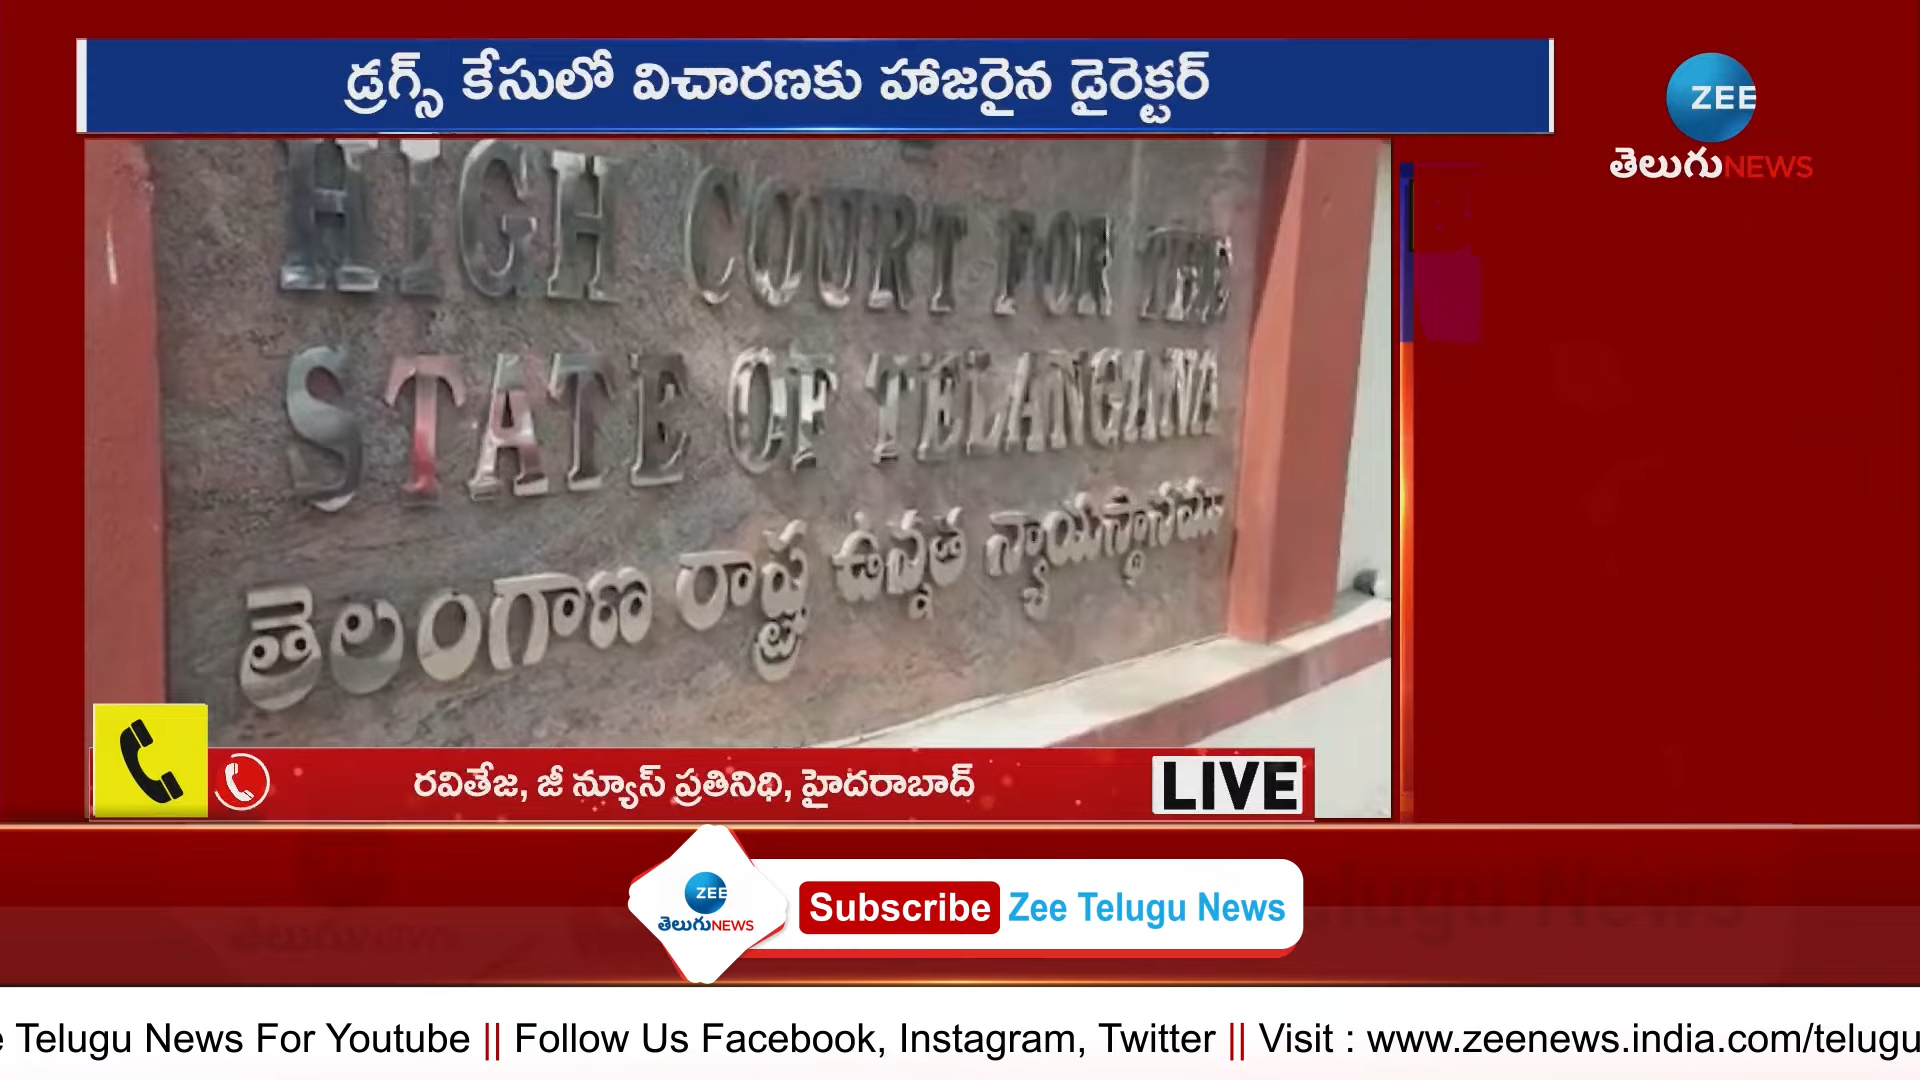 డ్రగ్స్ కేసులో విచారణకు హాజరైన డైరెక్టర్
ZEE
తెలుగు NEWS
HIGH COURT FOR THE
STATE OF TELANGANA
తెలంగాణ రాష్ట్ర ఉన్నత న్యాయస్థానము
రవితేజ, జీ న్యూస్ ప్రతినిధి, హైదరాబాద్
LIVE
ZEE
తెలుగు NEWS
Subscribe Zee Telugu News
e Telugu News For Youtube || Follow Us Facebook, Instagram, Twitter || Visit : www.zeenews.india.com/telugu